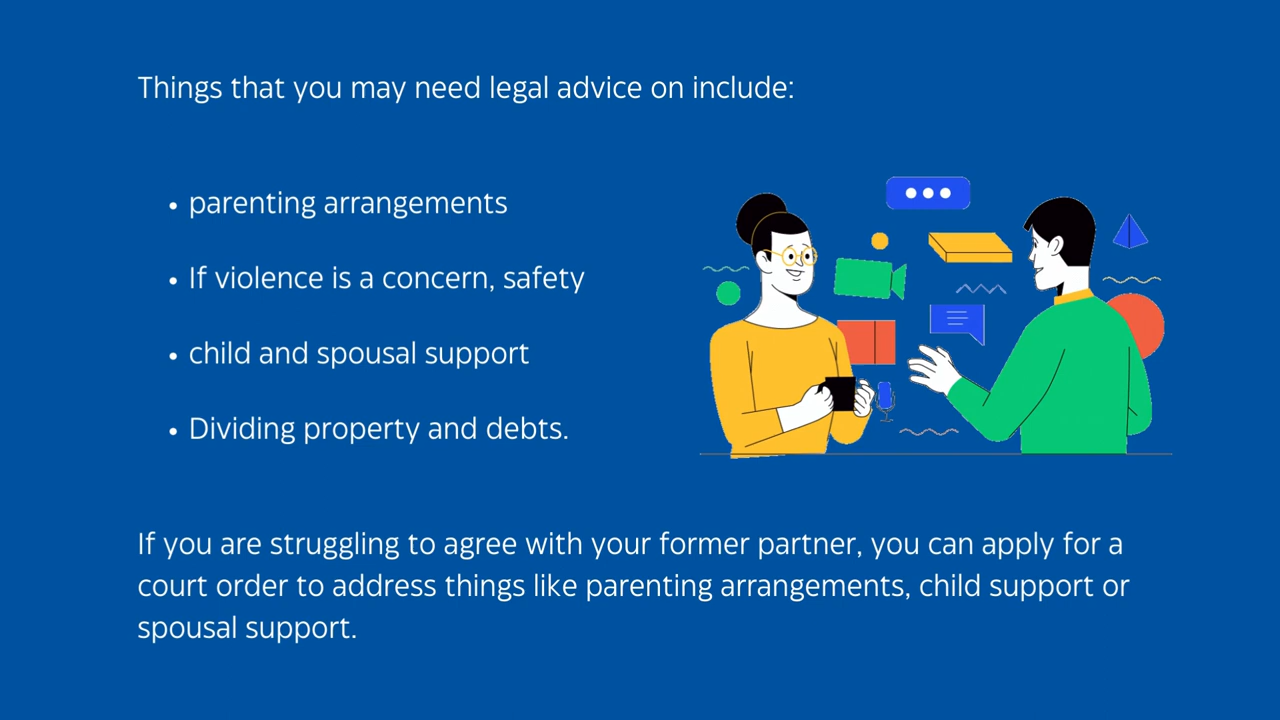 Things that you may need legal advice on include:
• parenting arrangements
• If violence is a concern, safety
• child and spousal support
• Dividing property and debts.
If you are struggling to agree with your former partner, you can apply for a
court order to address things like parenting arrangements, child support or
spousal support.